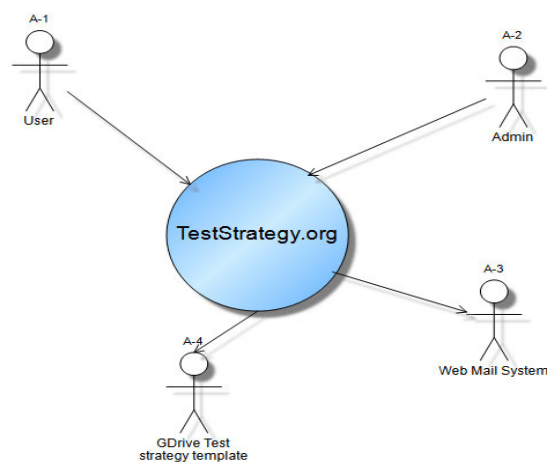 A-1
User
A-2
Admin
TestStrategy.org
A-3
Web Mail System
A-4
GDrive Test
strategy template